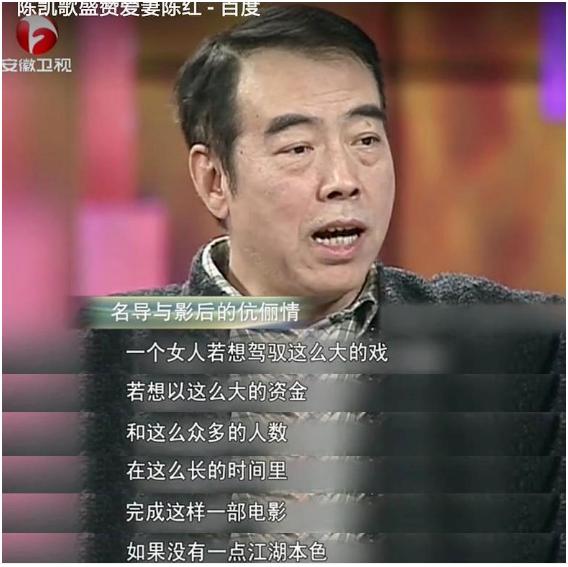 陈凯歌盛赞爱妻陈红 - 百度
安徽卫视
名导与影后的伉俪情
一个女人若想驾驭这么大的戏
若想以这么大的资金
和这么众多的人数
在这么长的时间里
完成这样一部电影
如果没有一点江湖本色